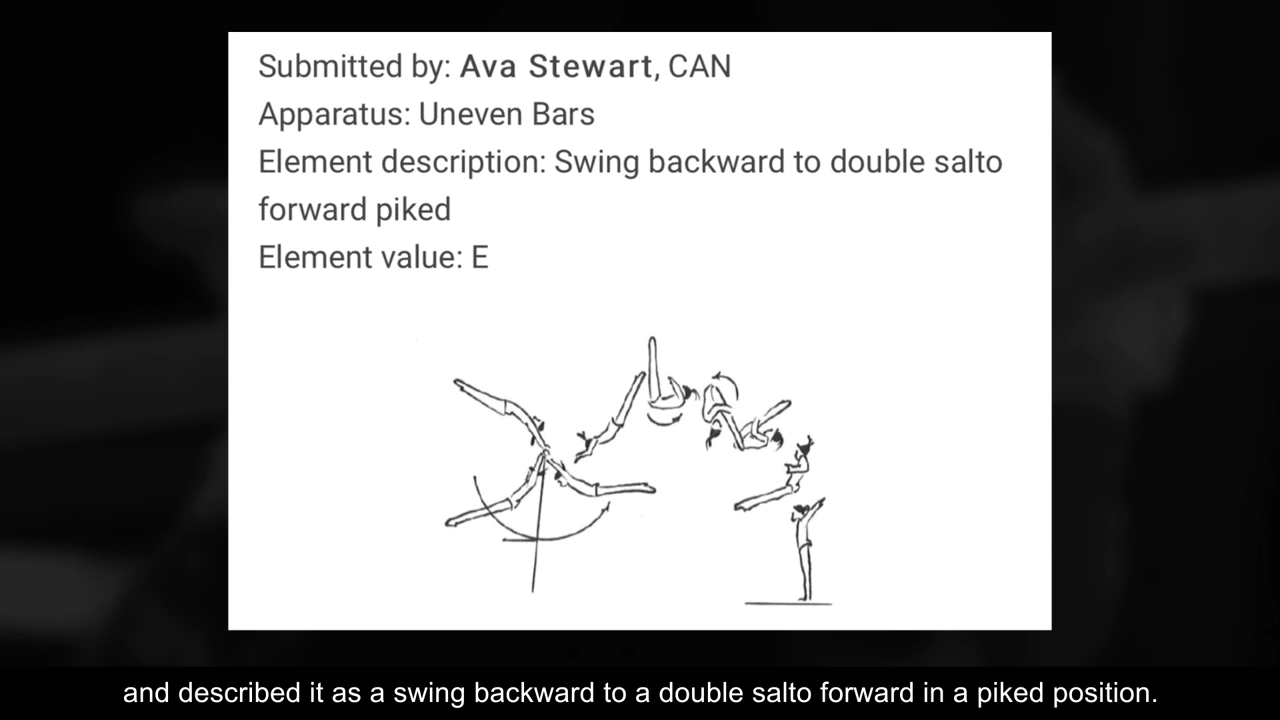 Submitted by: Ava Stewart, CAN
Apparatus: Uneven Bars
Element description: Swing backward to double salto
forward piked
Element value: E
and described it as a swing backward to a double salto forward in a piked position.